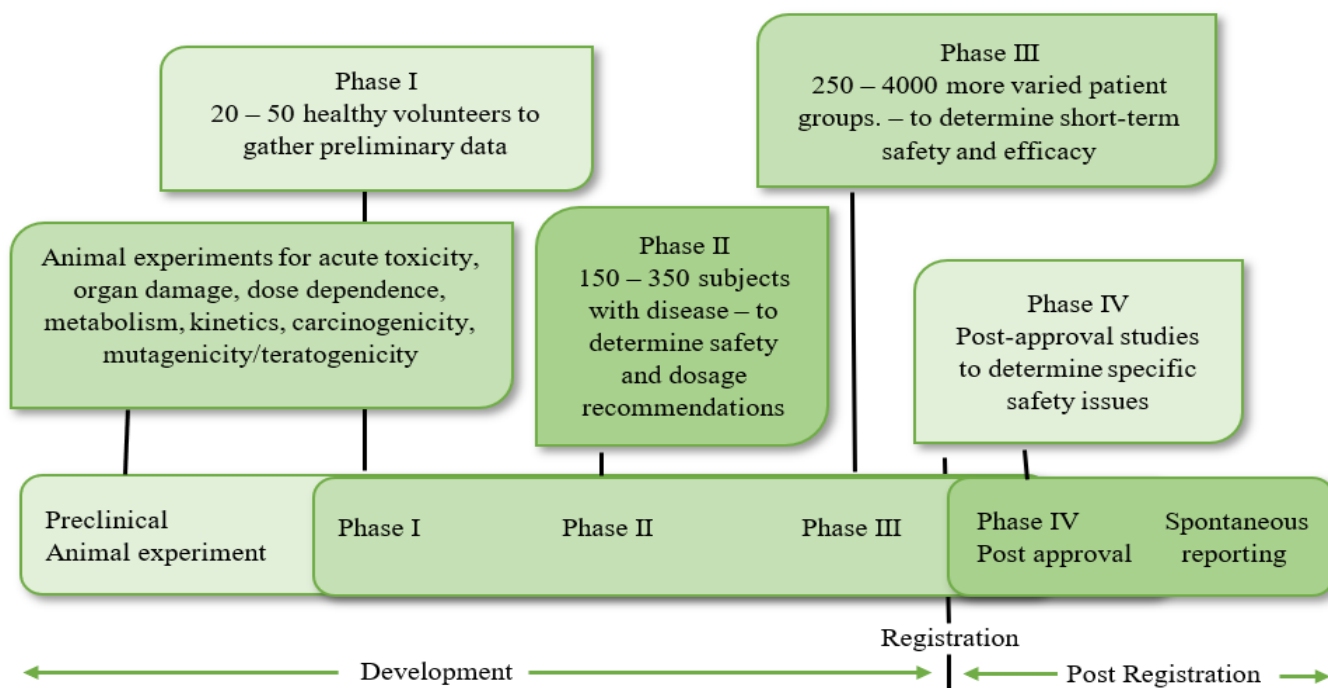 Phase I
20 – 50 healthy volunteers to
gather preliminary data
Phase III
250 – 4000 more varied patient
groups. – to determine short-term
safety and efficacy
Animal experiments for acute toxicity,
organ damage, dose dependence,
metabolism, kinetics, carcinogenicity,
mutagenicity/teratogenicity
Phase II
150 – 350 subjects
with disease – to
determine safety
and dosage
recommendations
Phase IV
Post-approval studies
to determine specific
safety issues
Preclinical
Animal experiment
Phase I
Phase II
Phase III
Phase IV
Post approval
Spontaneous
reporting
Registration
Development
Post Registration